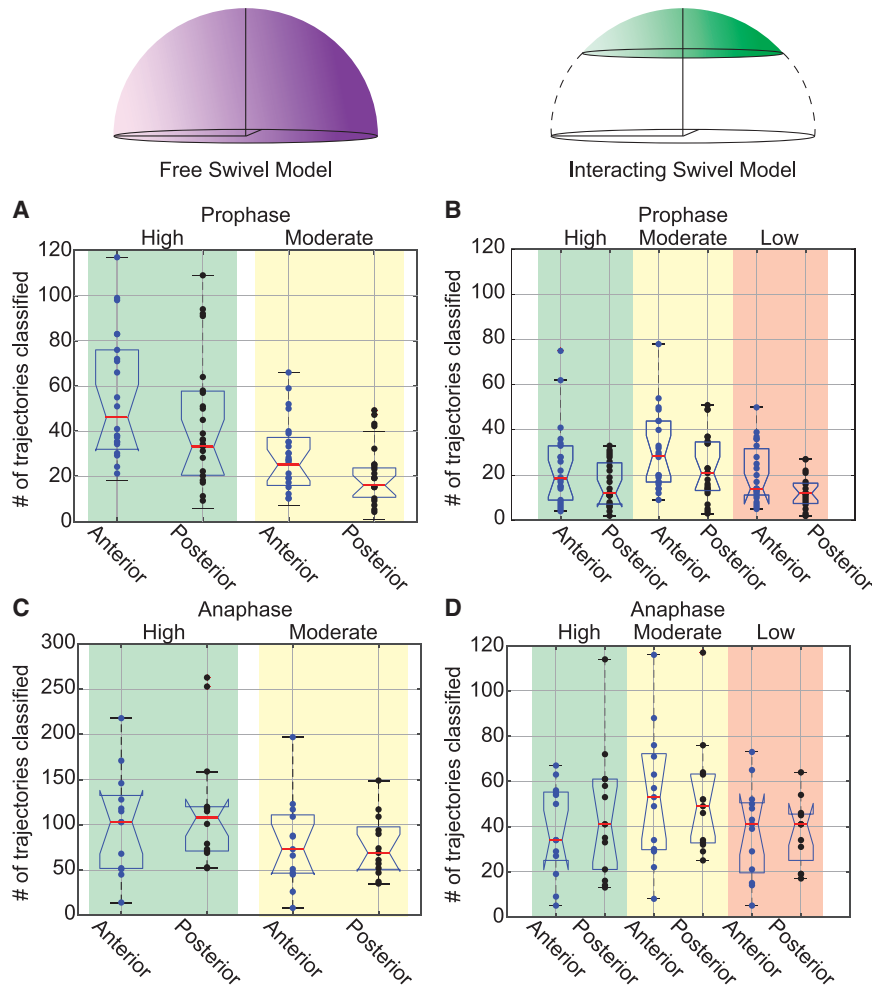 Free Swivel Model
Interacting Swivel Model
A
Prophase
High
Moderate
# of trajectories classified
120
100
80
60
40
20
0
Anterior
Posterior
Anterior
Posterior
B
Prophase
High
Moderate
Low
# of trajectories classified
120
100
80
60
40
20
0
Anterior
Posterior
Anterior
Posterior
Anterior
Posterior
C
Anaphase
High
Moderate
# of trajectories classified
300
250
200
150
100
50
0
Anterior
Posterior
Anterior
Posterior
D
Anaphase
High
Moderate
Low
# of trajectories classified
120
100
80
60
40
20
0
Anterior
Posterior
Anterior
Posterior
Anterior
Posterior